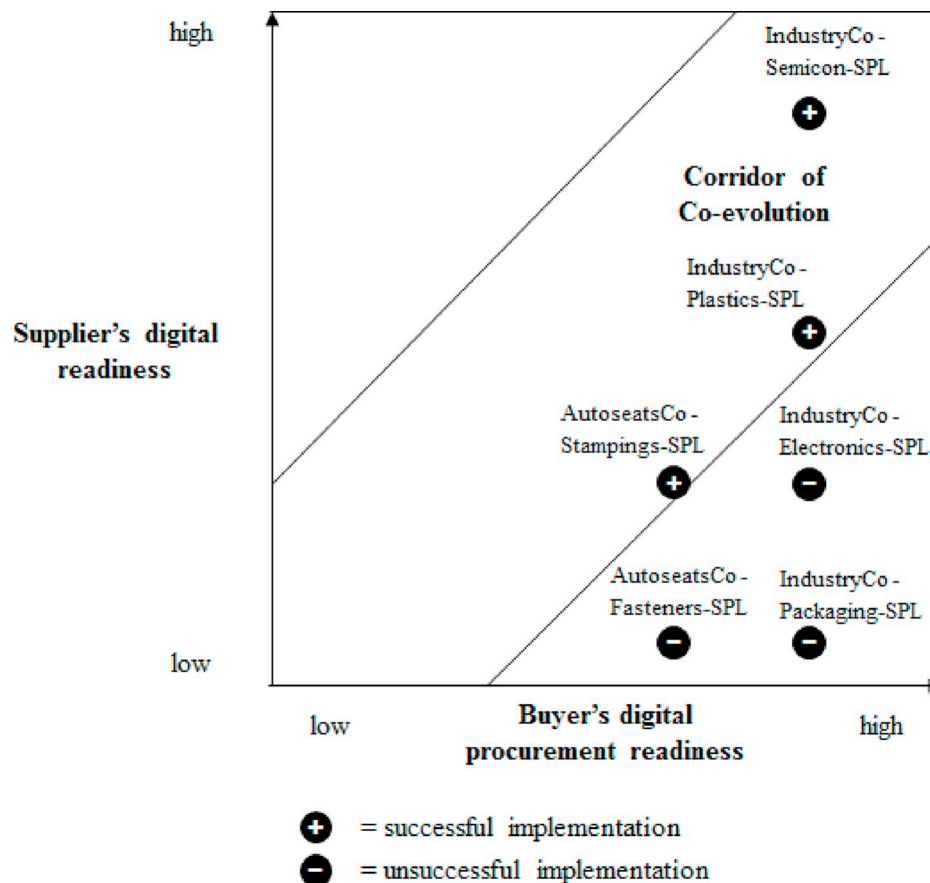 high
IndustryCo -
Semicon-SPL
+
Corridor of
Co-evolution
IndustryCo -
Plastics-SPL
+
Supplier's digital
readiness
AutoseatsCo -
Stampings-SPL
+
IndustryCo -
Electronics-SPL
−
AutoseatsCo -
Fasteners-SPL
−
IndustryCo -
Packaging-SPL
−
low
low
Buyer's digital
procurement readiness
high
+ = successful implementation
− = unsuccessful implementation